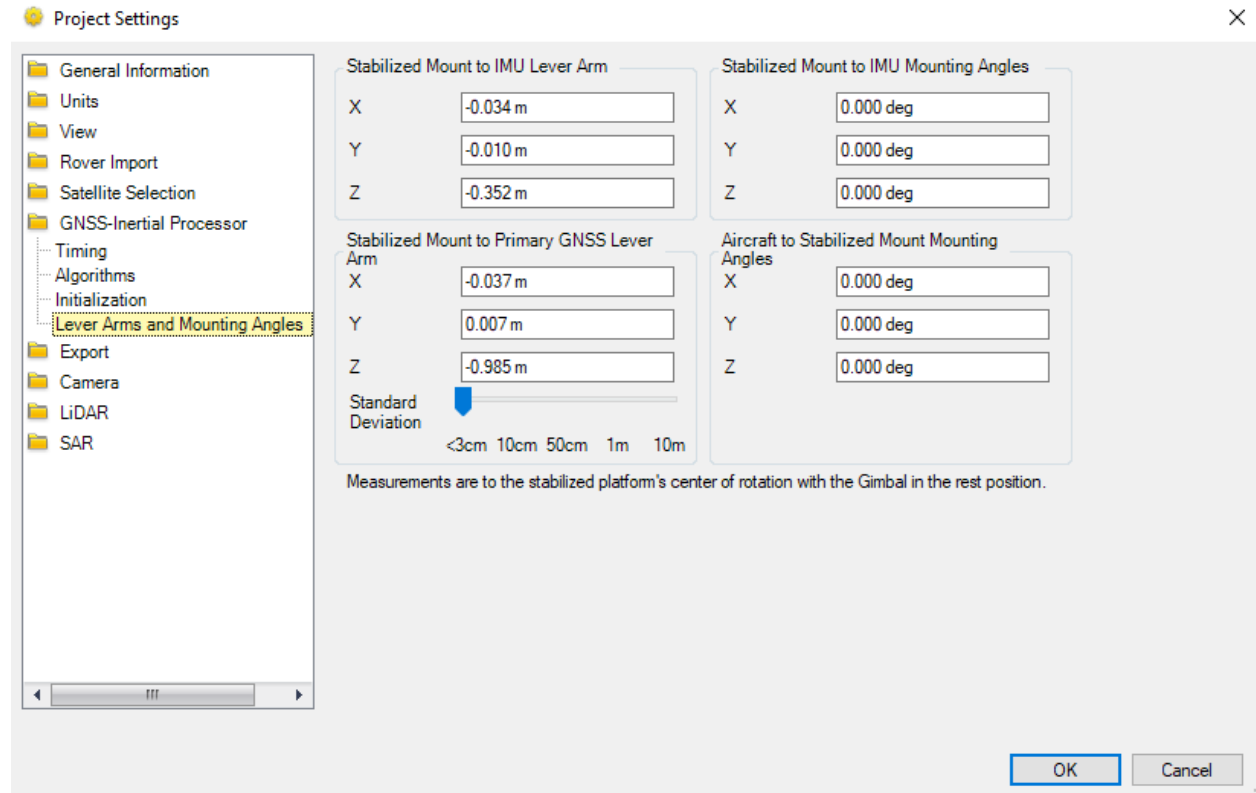 Project Settings
General Information
Units
View
Rover Import
Satellite Selection
GNSS-Inertial Processor
Timing
Algorithms
Initialization
Lever Arms and Mounting Angles
Export
Camera
LiDAR
SAR
Stabilized Mount to IMU Lever Arm
X -0.034 m
Y -0.010 m
Z -0.352 m
Stabilized Mount to IMU Mounting Angles
X 0.000 deg
Y 0.000 deg
Z 0.000 deg
Stabilized Mount to Primary GNSS Lever
Arm
X -0.037 m
Y 0.007 m
Z -0.985 m
Standard
Deviation
<3cm 10cm 50cm 1m 10m
Aircraft to Stabilized Mount Mounting
Angles
X 0.000 deg
Y 0.000 deg
Z 0.000 deg
Measurements are to the stabilized platform's center of rotation with the Gimbal in the rest position.
OK Cancel